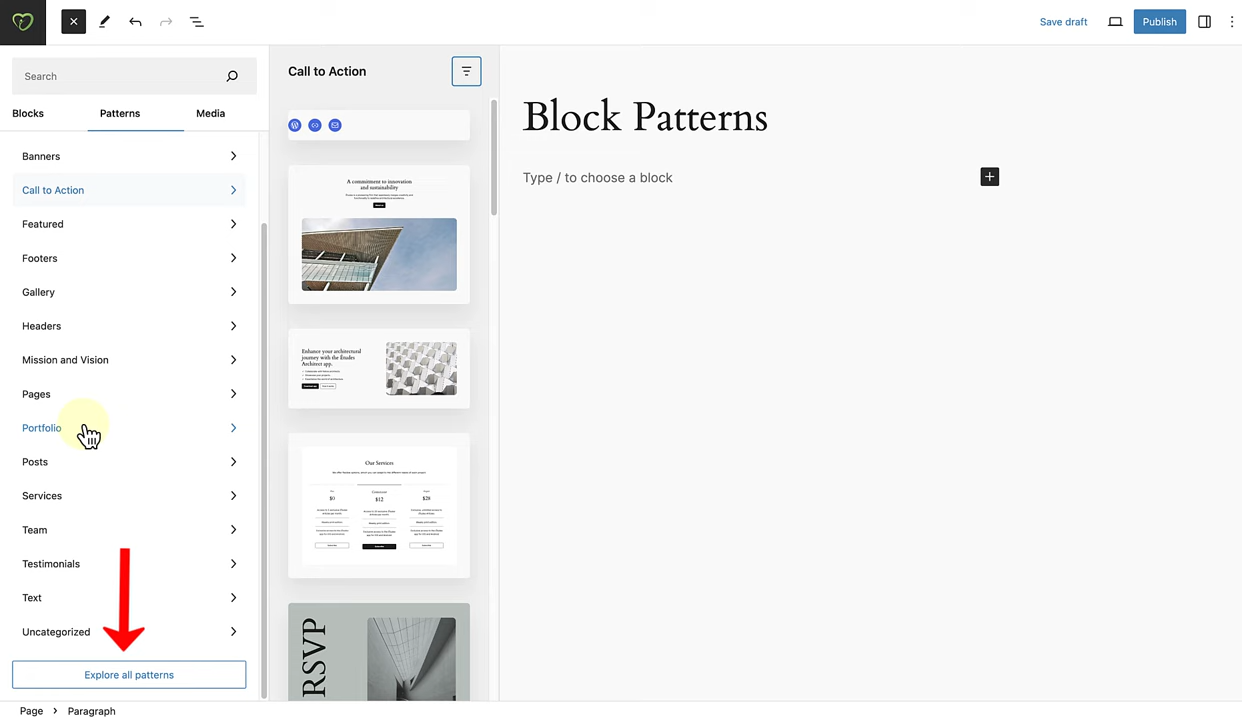 Save draft
Publish
Search
Blocks
Patterns
Media
Banners
Call to Action
Featured
Footers
Gallery
Headers
Mission and Vision
Pages
Portfolio
Posts
Services
Team
Testimonials
Text
Uncategorized
Explore all patterns
Call to Action
A commitment to innovation
and sustainability
Enhance your architectural
journey with the Études
Architect app.
Our Services
$0
$12
$28
RSVP
Block Patterns
Type / to choose a block
Page
Paragraph